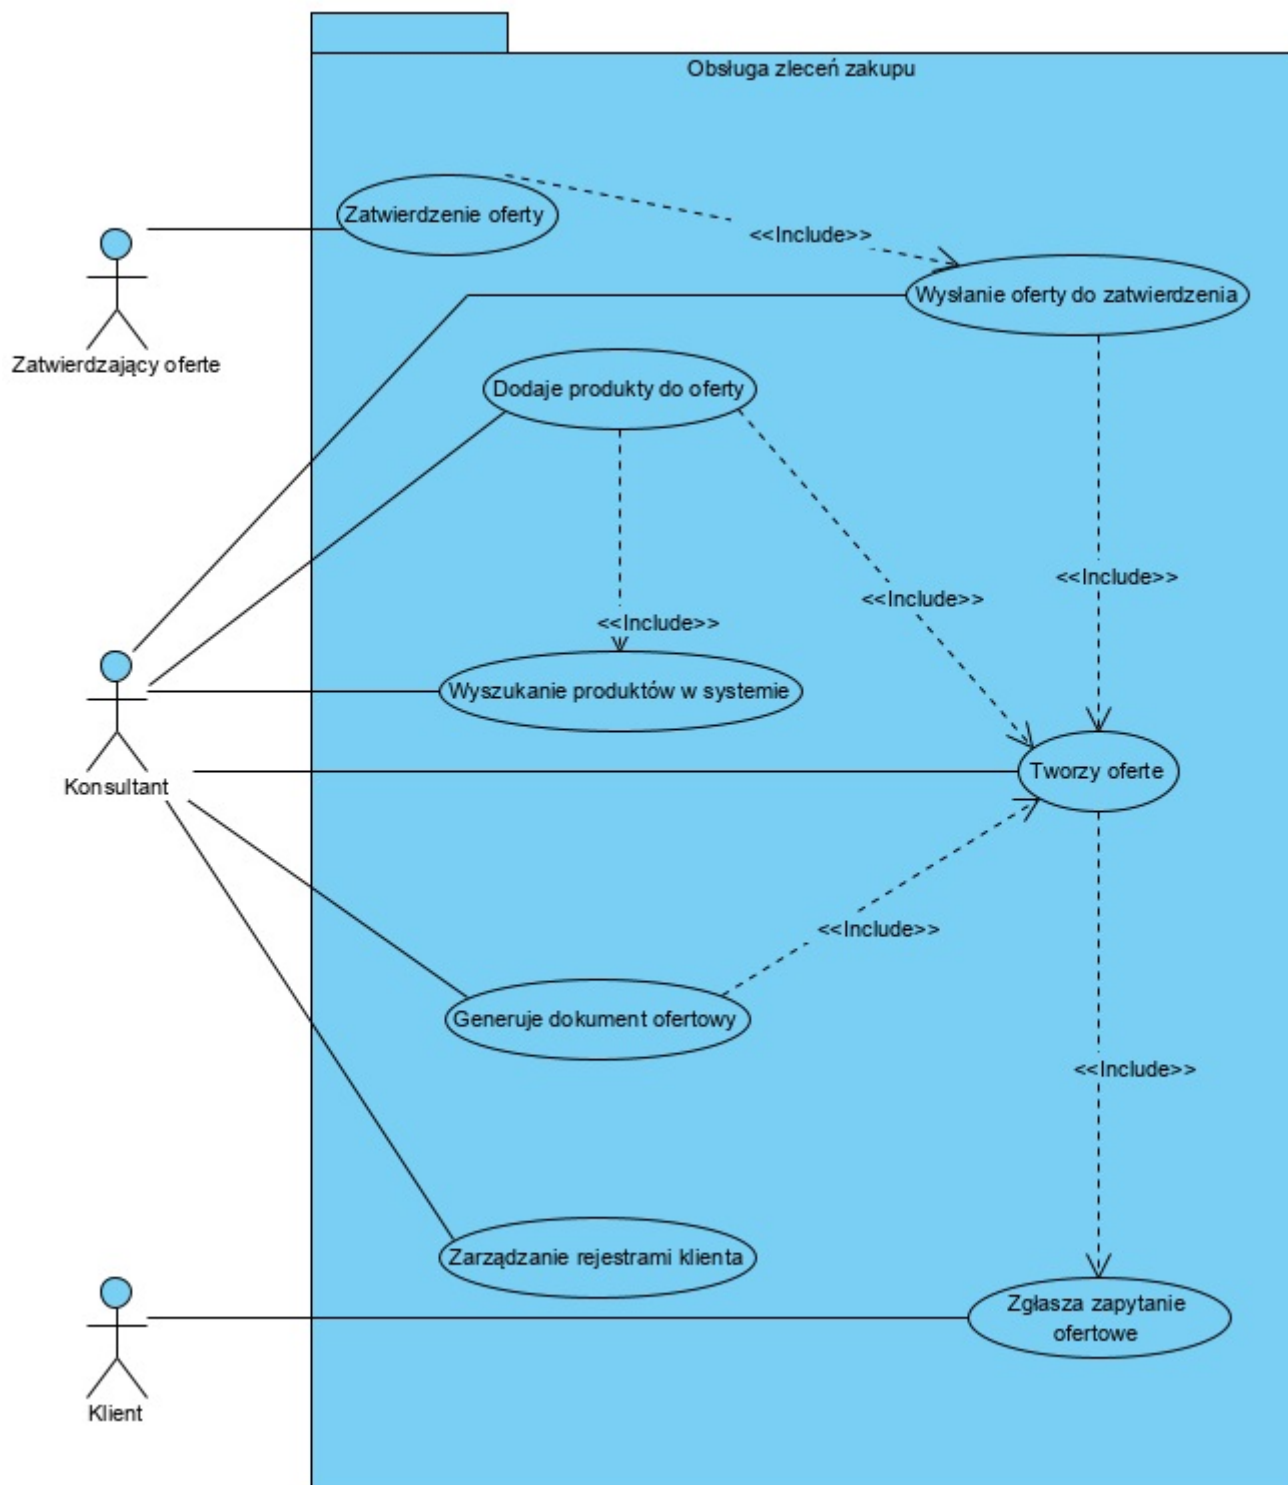 Obsługa zleceń zakupu
Zatwierdzenie oferty
<<Include>>
Wysłanie oferty do zatwierdzenia
Zatwierdzający oferte
Dodaje produkty do oferty
<<Include>>
<<Include>>
<<Include>>
Wyszukanie produktów w systemie
Konsultant
Tworzy oferte
<<Include>>
Generuje dokument ofertowy
<<Include>>
Zarządzanie rejestrami klienta
Zgłasza zapytanie
ofertowe
Klient